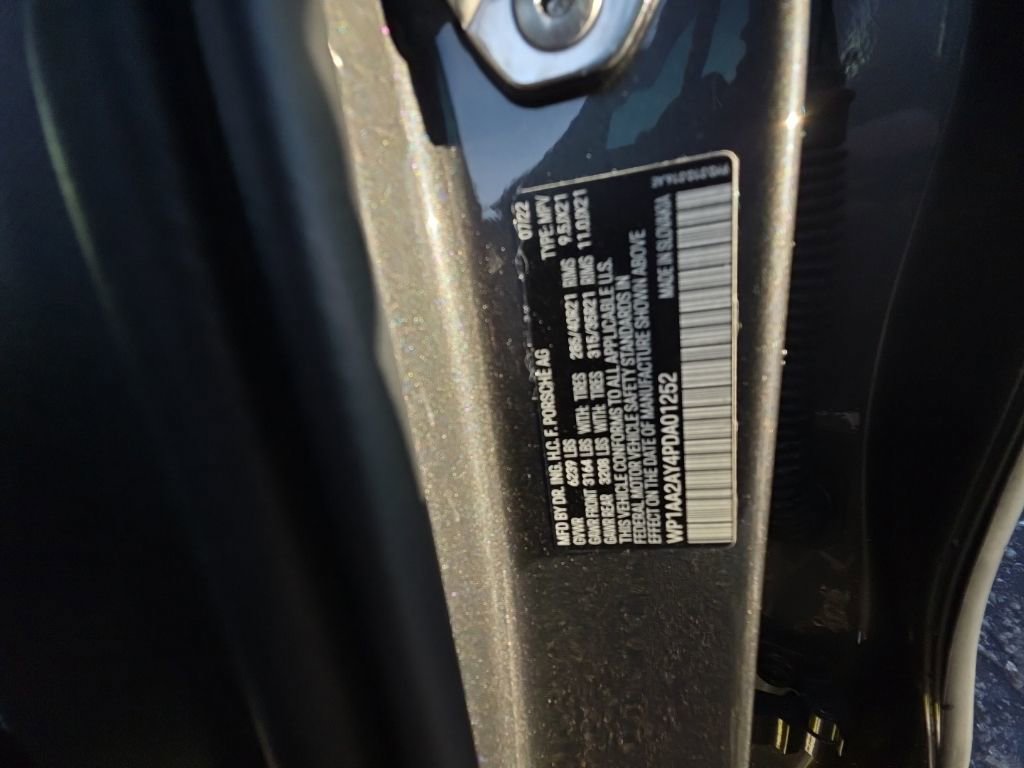 MFD BY DR. ING. H.C. F. PORSCHE AG 07/22
GVWR 6239 LBS TYPE: MPV
GAWR FRONT 3164 LBS WITH: TIRES 285/40R21 RIMS 9.5JX21
GAWR REAR 3208 LBS WITH: TIRES 315/35R21 RIMS 11.0JX21
THIS VEHICLE CONFORMS TO ALL APPLICABLE U.S.
FEDERAL MOTOR VEHICLE SAFETY STANDARDS IN
EFFECT ON THE DATE OF MANUFACTURE SHOWN ABOVE
WP1AA2AY4PDA01252 MADE IN SLOVAKIA